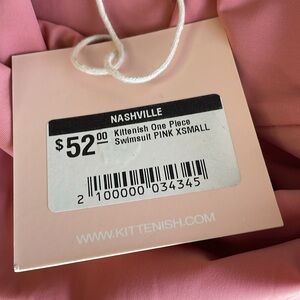 NASHVILLE
$52.00 Kittenish One Piece
Swimsuit PINK XSMALL
2 100000 034345
WWW.KITTENISH.COM